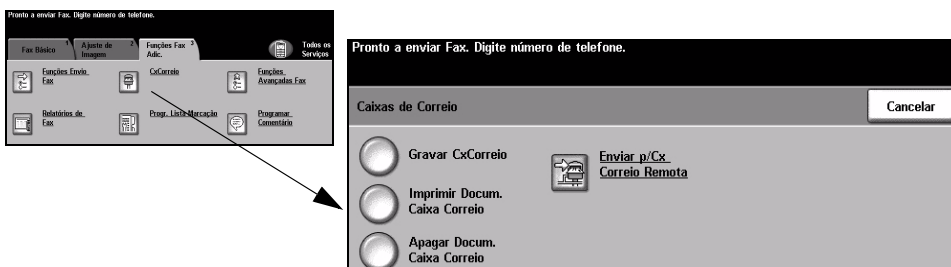 Pronto a enviar Fax. Digite número de telefone.
Fax Básico 1
Ajuste de Imagem 2
Funções Fax Adic. 3
Todos os Serviços
Funções Envio Fax
CxCorreio
Funções Avançadas Fax
Relatórios de Fax
Progr. Lista Marcação
Programar Comentário
Pronto a enviar Fax. Digite número de telefone.
Caixas de Correio
Cancelar
Gravar CxCorreio
Enviar p/Cx
Correio Remota
Imprimir Docum.
Caixa Correio
Apagar Docum.
Caixa Correio